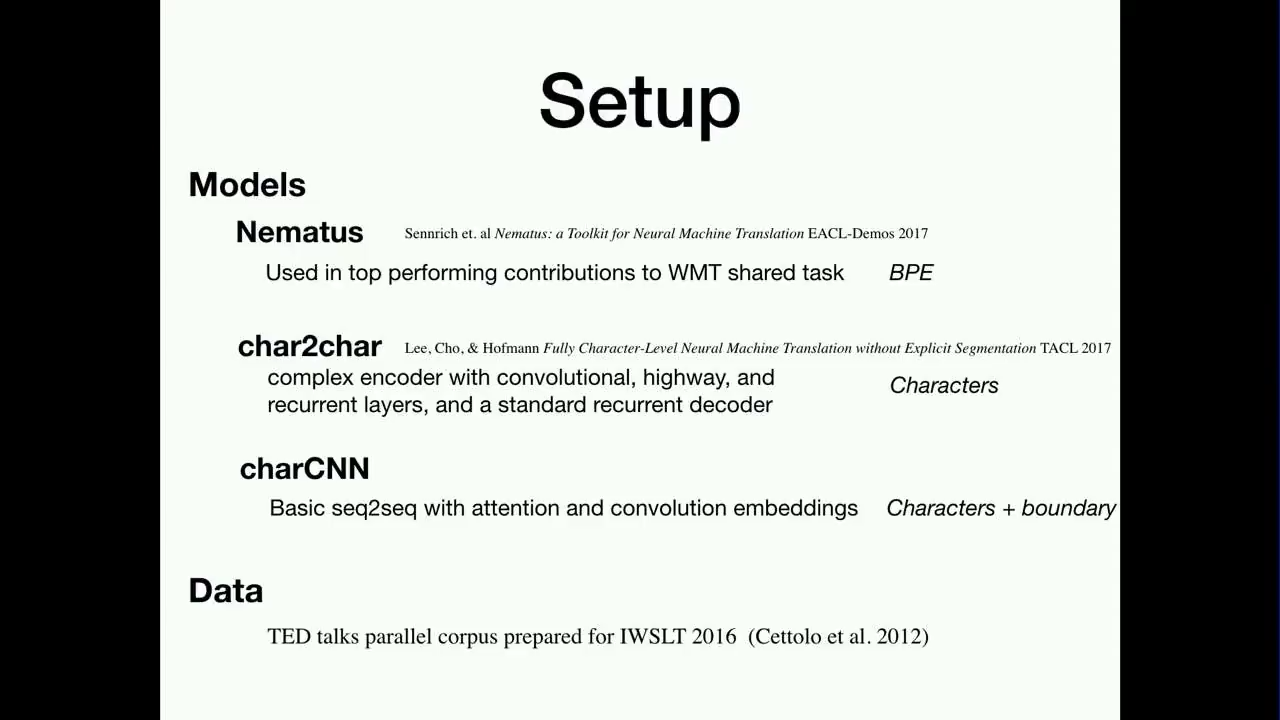 Setup
Models
Nematus Sennrich et. al Nematus: a Toolkit for Neural Machine Translation EACL-Demos 2017
Used in top performing contributions to WMT shared task BPE
char2char Lee, Cho, & Hofmann Fully Character-Level Neural Machine Translation without Explicit Segmentation TACL 2017
complex encoder with convolutional, highway, and
recurrent layers, and a standard recurrent decoder Characters
charCNN
Basic seq2seq with attention and convolution embeddings Characters + boundary
Data
TED talks parallel corpus prepared for IWSLT 2016 (Cettolo et al. 2012)